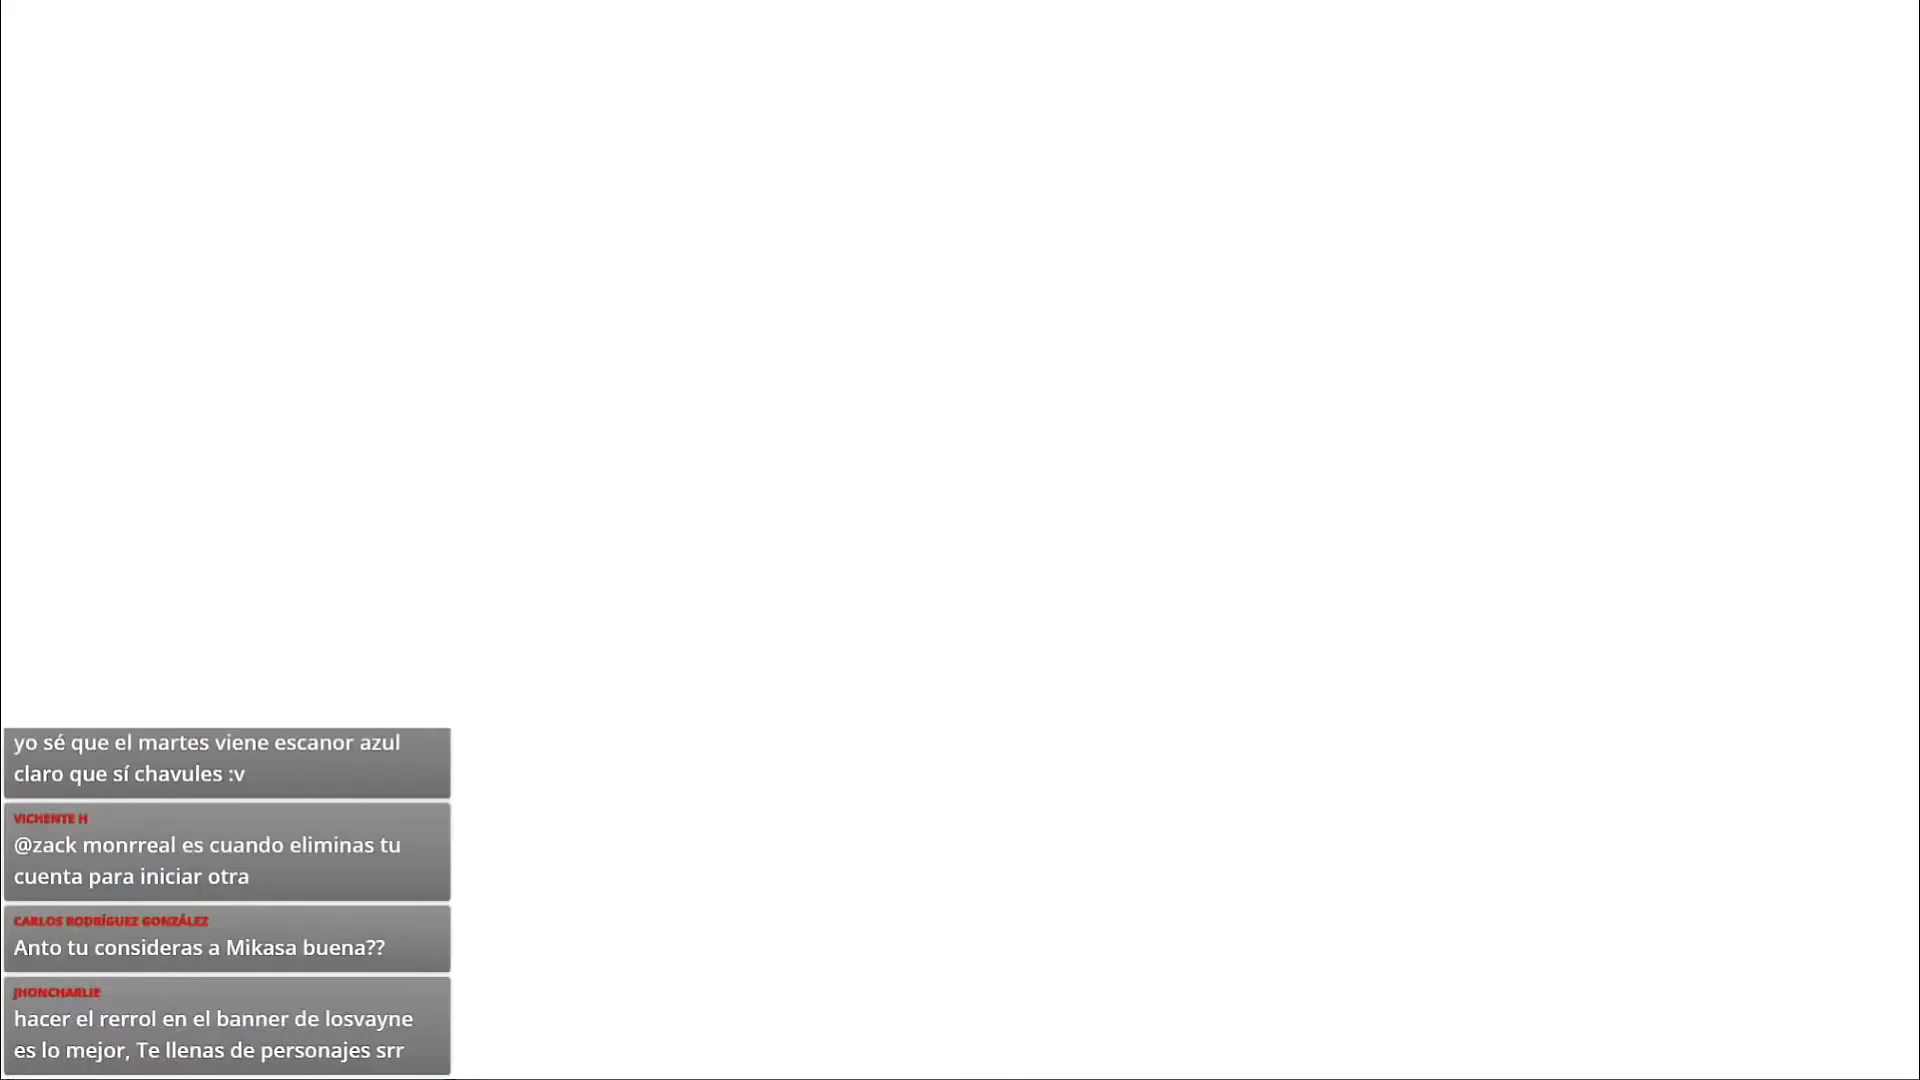 yo sé que el martes viene escanor azul
claro que sí chavules :v
VICHENTE H
@zack monrreal es cuando eliminas tu
cuenta para iniciar otra
CARLOS RODRÍGUEZ GONZÁLEZ
Anto tu consideras a Mikasa buena??
JHONCHARLIE
hacer el rerrol en el banner de losvayne
es lo mejor, Te llenas de personajes srr